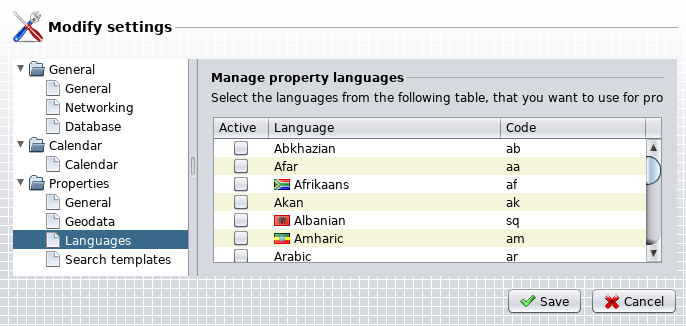 Modify settings
General
General
Networking
Database
Calendar
Calendar
Properties
General
Geodata
Languages
Search templates
Manage property languages
Select the languages from the following table, that you want to use for pro
Active Language Code
Abkhazian ab
Afar aa
Afrikaans af
Akan ak
Albanian sq
Amharic am
Arabic ar
Save Cancel